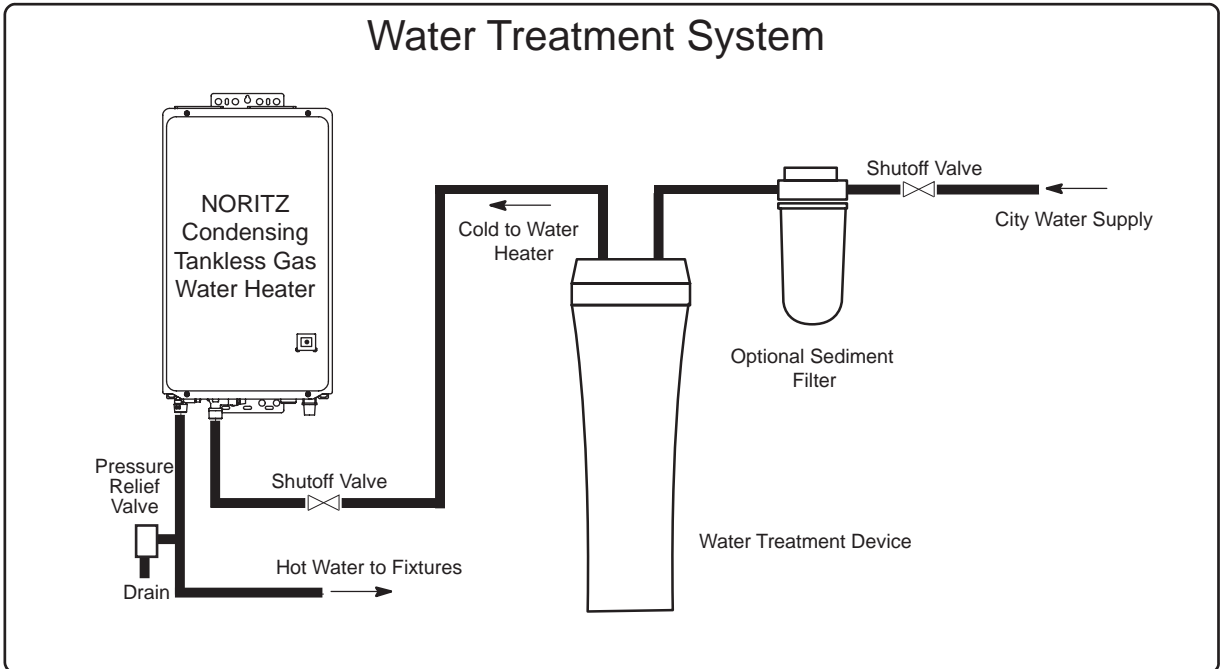 Water Treatment System
NORITZ
Condensing
Tankless Gas
Water Heater
Shutoff Valve
City Water Supply
Cold to Water
Heater
Optional Sediment
Filter
Pressure
Relief
Valve
Shutoff Valve
Water Treatment Device
Hot Water to Fixtures
Drain